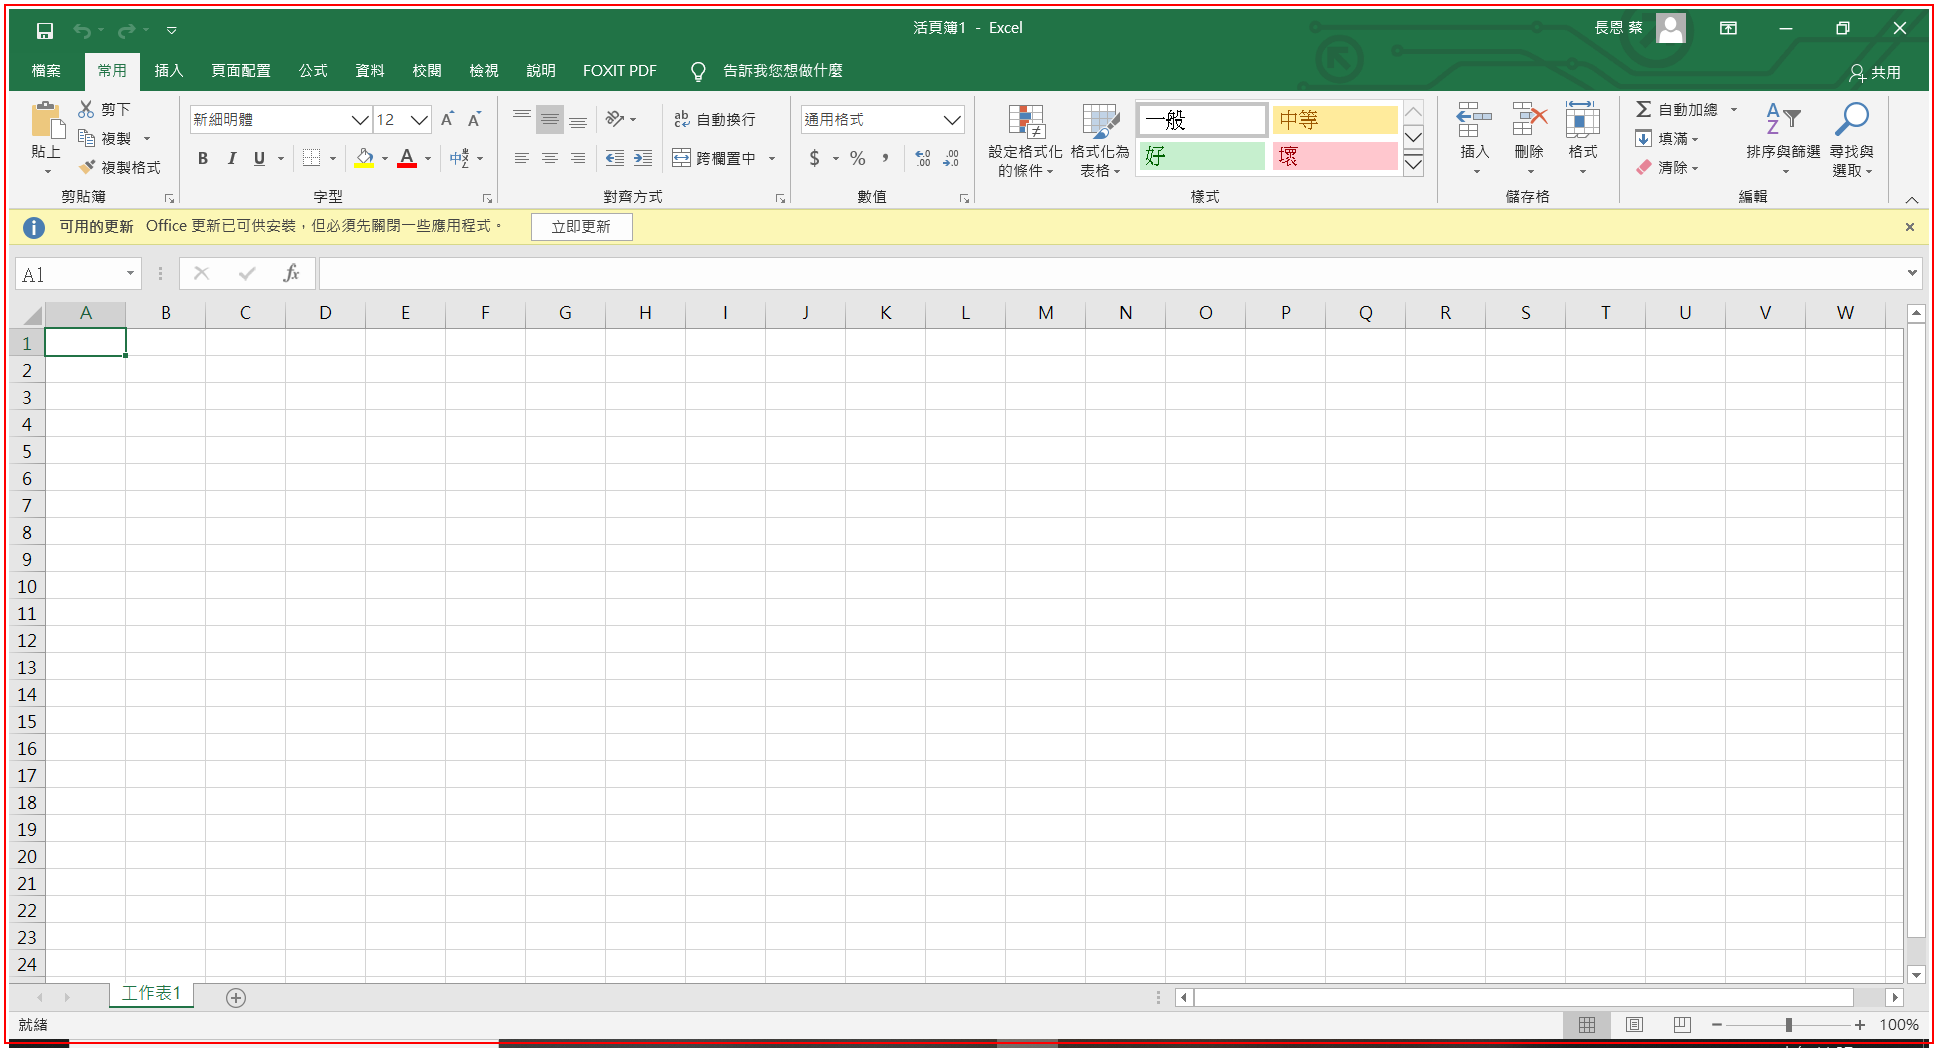 活頁簿1 - Excel
長恩 蔡
檔案 常用 插入 頁面配置 公式 資料 校閱 檢視 說明 FOXIT PDF 告訴我您想做什麼 共用
貼上
剪下
複製
複製格式
剪貼簿
新細明體 12
B I U
字型
自動換行
跨欄置中
對齊方式
通用格式
$ % ,
數值
設定格式化的條件
格式化為表格
一般 中等
好 壞
樣式
插入 刪除 格式
儲存格
自動加總
填滿
清除
排序與篩選
尋找與選取
編輯
可用的更新 Office 更新已可供安裝，但必須先關閉一些應用程式。 立即更新
A1 fx
A B C D E F G H I J K L M N O P Q R S T U V W
1
2
3
4
5
6
7
8
9
10
11
12
13
14
15
16
17
18
19
20
21
22
23
24
工作表1
就緒
100%